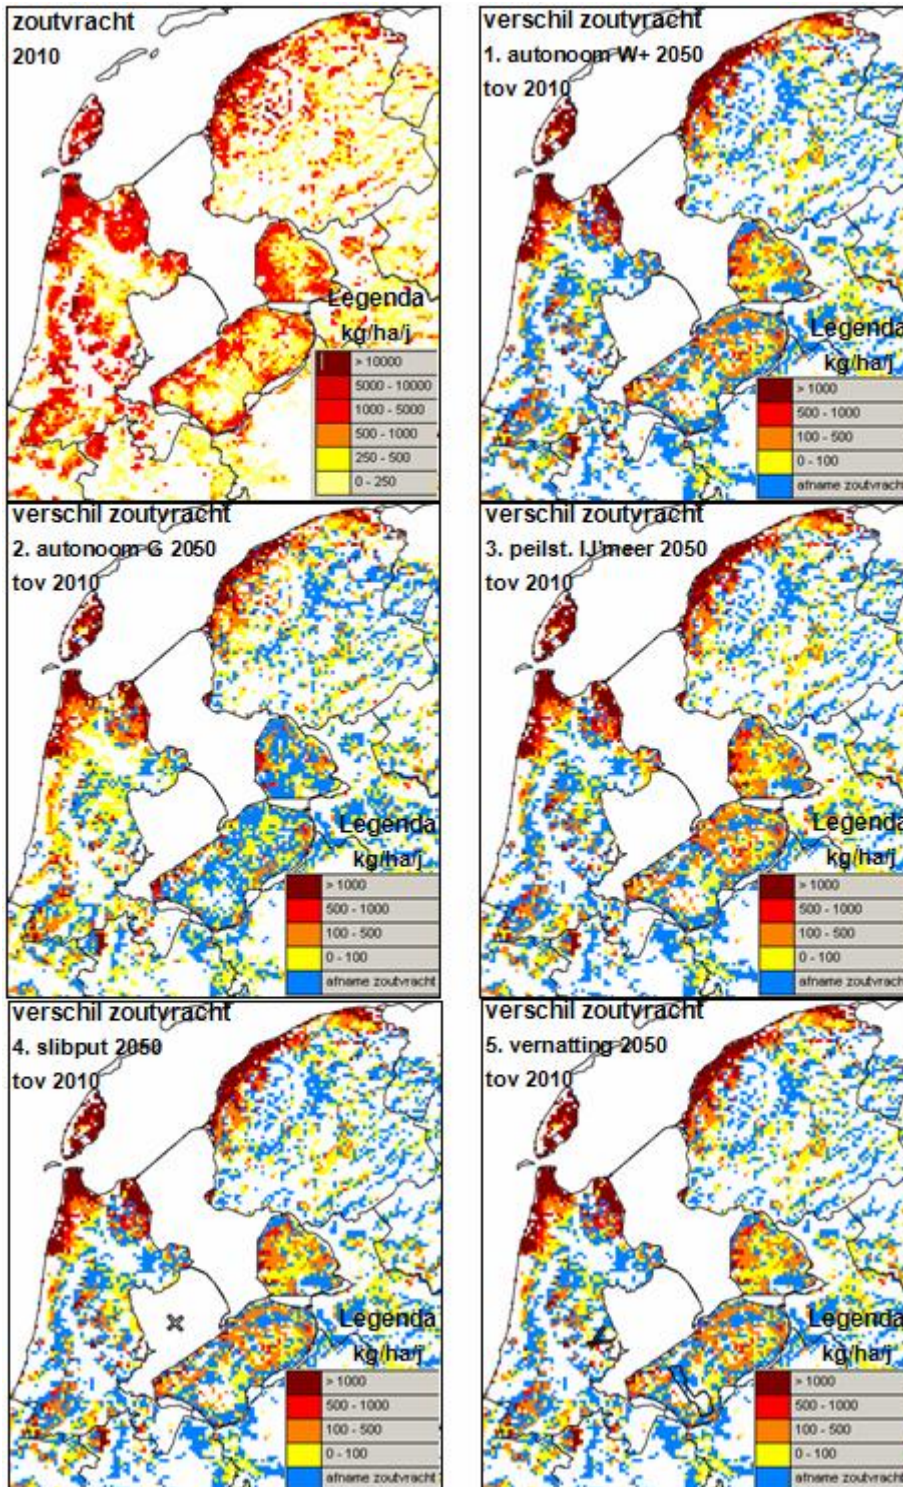 zoutvracht
2010
Legenda
kg/ha/j
> 10000
5000 - 10000
1000 - 5000
500 - 1000
250 - 500
0 - 250
verschil zoutvracht
1. autonoom W+ 2050
tov 2010
Legenda
kg/ha/j
> 1000
500 - 1000
100 - 500
0 - 100
afname zoutvracht
verschil zoutvracht
2. autonoom G 2050
tov 2010
Legenda
kg/ha/j
> 1000
500 - 1000
100 - 500
0 - 100
afname zoutvracht
verschil zoutvracht
3. peilst. IJ'meer 2050
tov 2010
Legenda
kg/ha/j
> 1000
500 - 1000
100 - 500
0 - 100
afname zoutvracht
verschil zoutvracht
4. slibput 2050
tov 2010
Legenda
kg/ha/j
> 1000
500 - 1000
100 - 500
0 - 100
afname zoutvracht
verschil zoutvracht
5. vernatting 2050
tov 2010
Legenda
kg/ha/j
> 1000
500 - 1000
100 - 500
0 - 100
afname zoutvracht